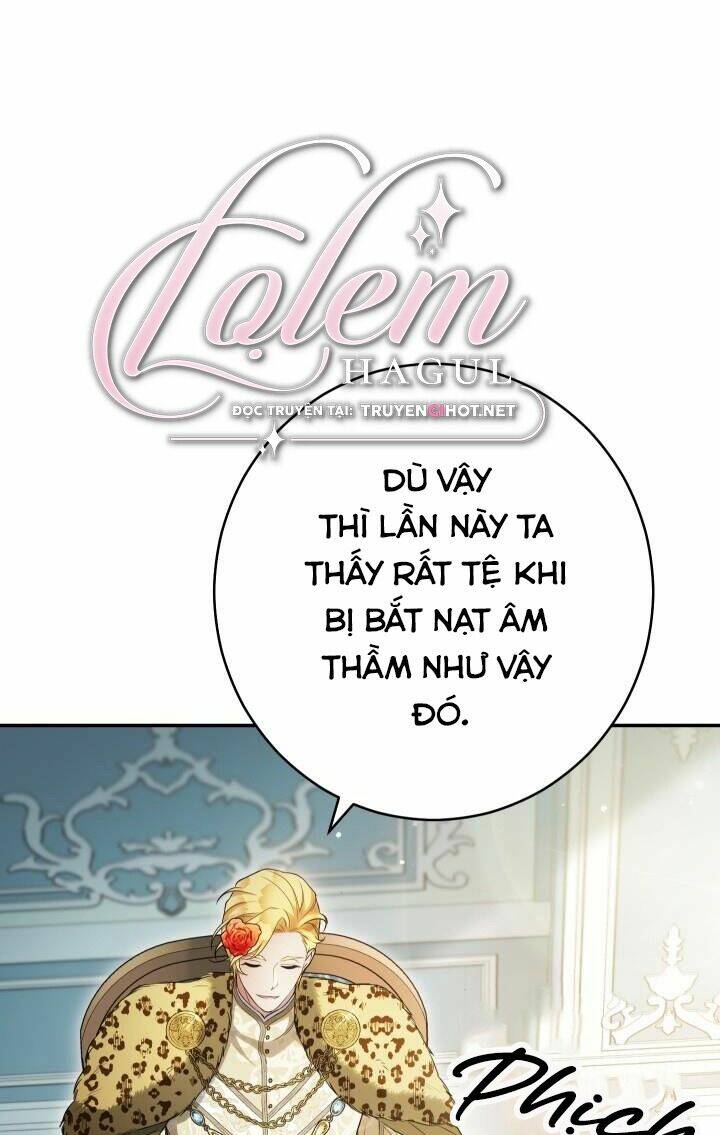 Lọlem
HAGUL
ĐỌC TRUYỆN TẠI: TRUYENGIHOT.NET
DÙ VẬY
THÌ LẦN NÀY TA
THẤY RẤT TỆ KHI
BỊ BẮT NẠT ÂM
THẦM NHƯ VẬY
ĐÓ.
Phịch